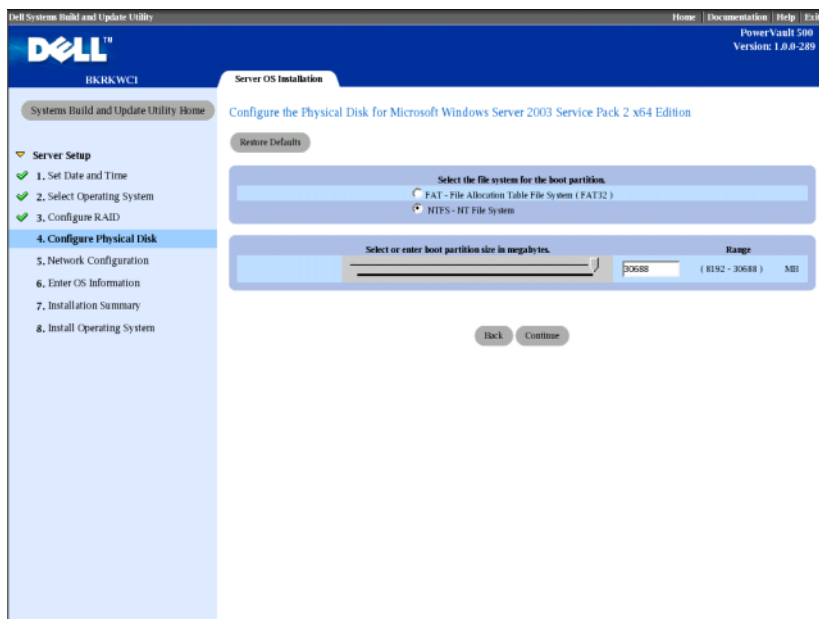 Dell Systems Build and Update Utility
Home Documentation Help Exit
DELL™
PowerVault 500
Version: 1.0.0-289
BKRKWC1
Server OS Installation
Systems Build and Update Utility Home
Configure the Physical Disk for Microsoft Windows Server 2003 Service Pack 2 x64 Edition
Restore Defaults
Server Setup
1. Set Date and Time
2. Select Operating System
3. Configure RAID
4. Configure Physical Disk
5. Network Configuration
6. Enter OS Information
7. Installation Summary
8. Install Operating System
Select the file system for the boot partition.
FAT - File Allocation Table File System ( FAT32 )
NTFS - NT File System
Select or enter boot partition size in megabytes.
Range
30688
( 8192 - 30688 ) MB
Back Continue